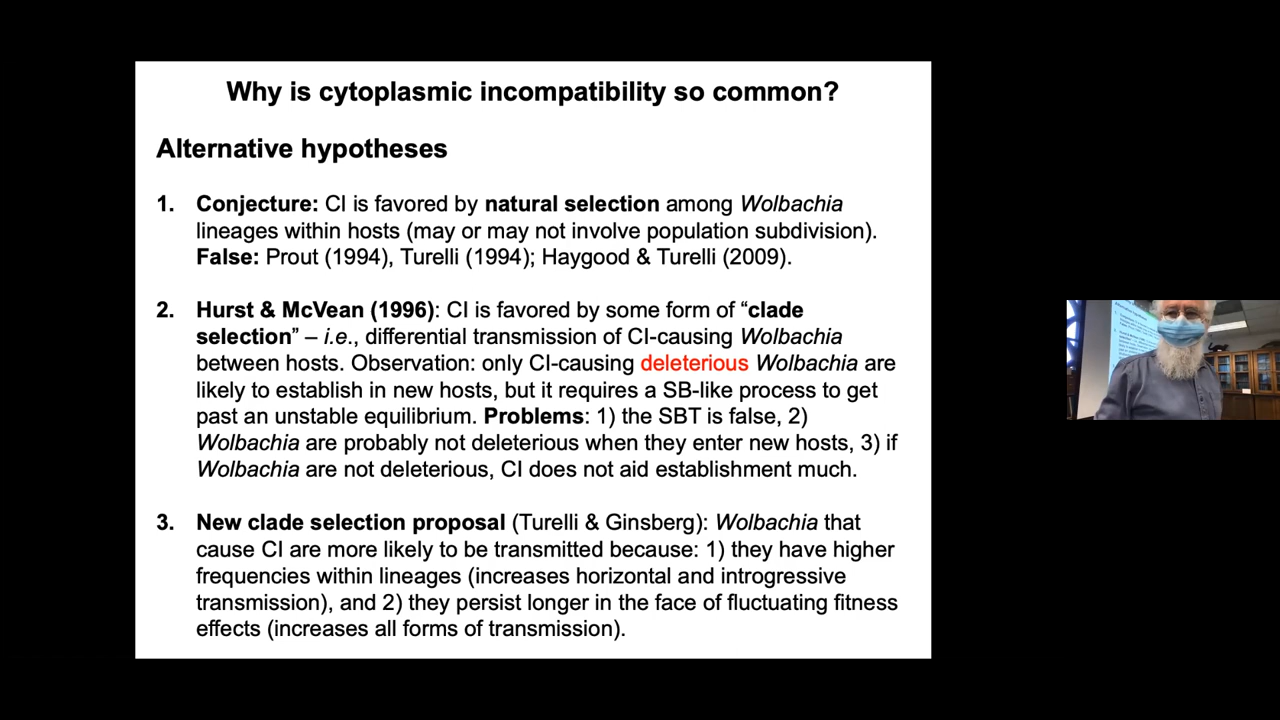 Why is cytoplasmic incompatibility so common?
Alternative hypotheses
1. Conjecture: CI is favored by natural selection among Wolbachia
lineages within hosts (may or may not involve population subdivision).
False: Prout (1994), Turelli (1994); Haygood & Turelli (2009).
2. Hurst & McVean (1996): CI is favored by some form of “clade
selection” – i.e., differential transmission of CI-causing Wolbachia
between hosts. Observation: only CI-causing deleterious Wolbachia are
likely to establish in new hosts, but it requires a SB-like process to get
past an unstable equilibrium. Problems: 1) the SBT is false, 2)
Wolbachia are probably not deleterious when they enter new hosts, 3) if
Wolbachia are not deleterious, CI does not aid establishment much.
3. New clade selection proposal (Turelli & Ginsberg): Wolbachia that
cause CI are more likely to be transmitted because: 1) they have higher
frequencies within lineages (increases horizontal and introgressive
transmission), and 2) they persist longer in the face of fluctuating fitness
effects (increases all forms of transmission).